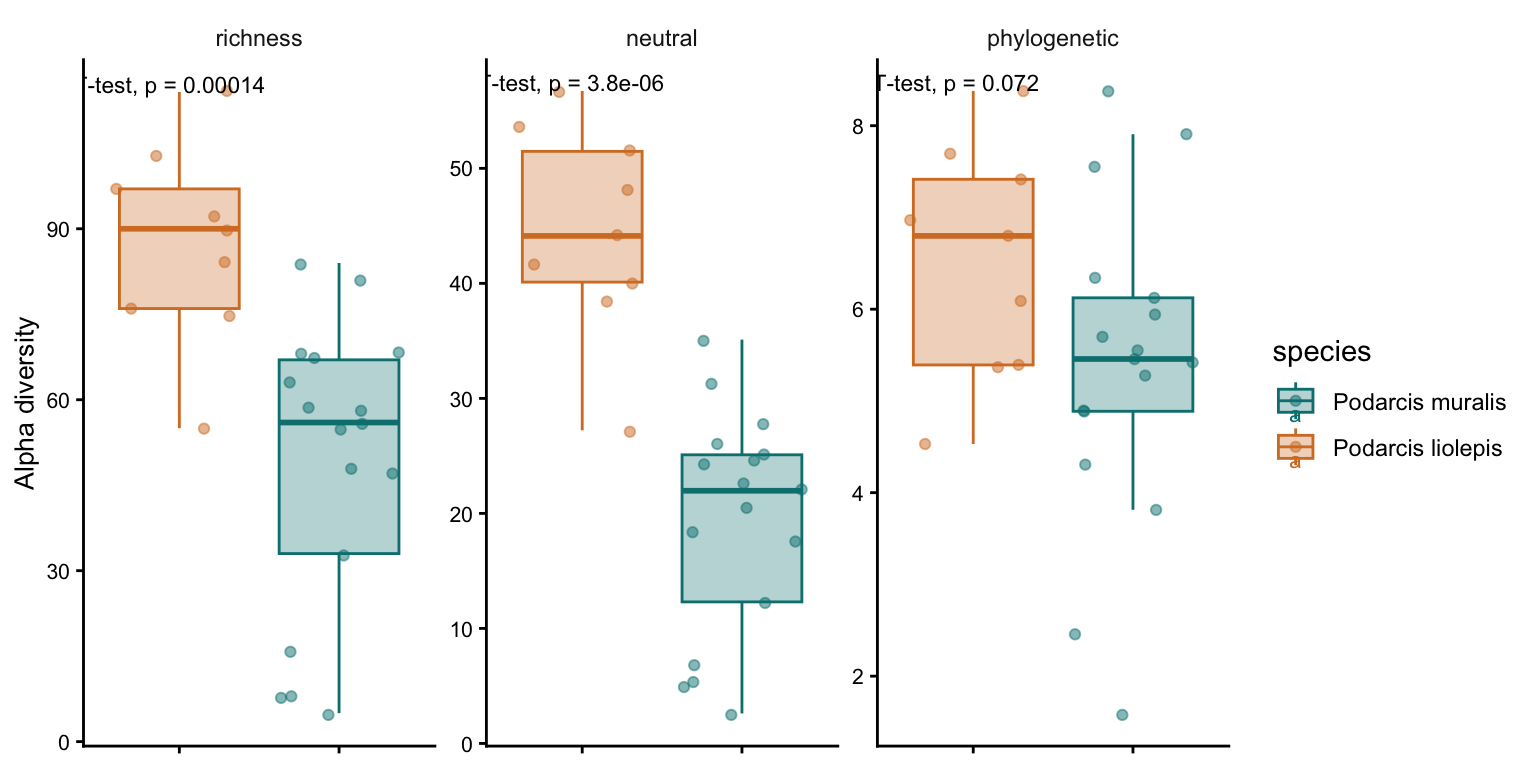 richness
neutral
phylogenetic
-test, p = 0.00014
-test, p = 3.8e-06
T-test, p = 0.072
Alpha diversity
90
60
30
0
50
40
30
20
10
0
8
6
4
2
species
a
Podarcis muralis
a
Podarcis liolepis